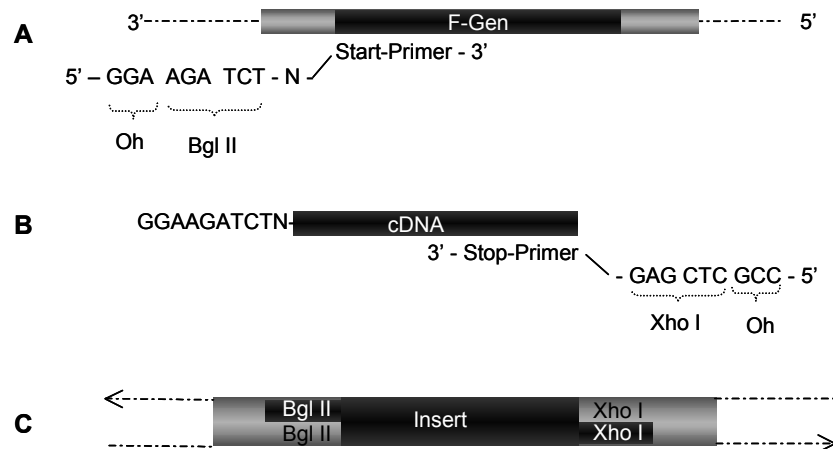 A
3’
F-Gen
5’
Start-Primer - 3’
5’ – GGA AGA TCT - N
Oh
Bgl II
B
GGAAGATCTN
cDNA
3’ - Stop-Primer
- GAG CTC GCC - 5’
Xho I
Oh
C
Bgl II
Insert
Xho I
Bgl II
Xho I